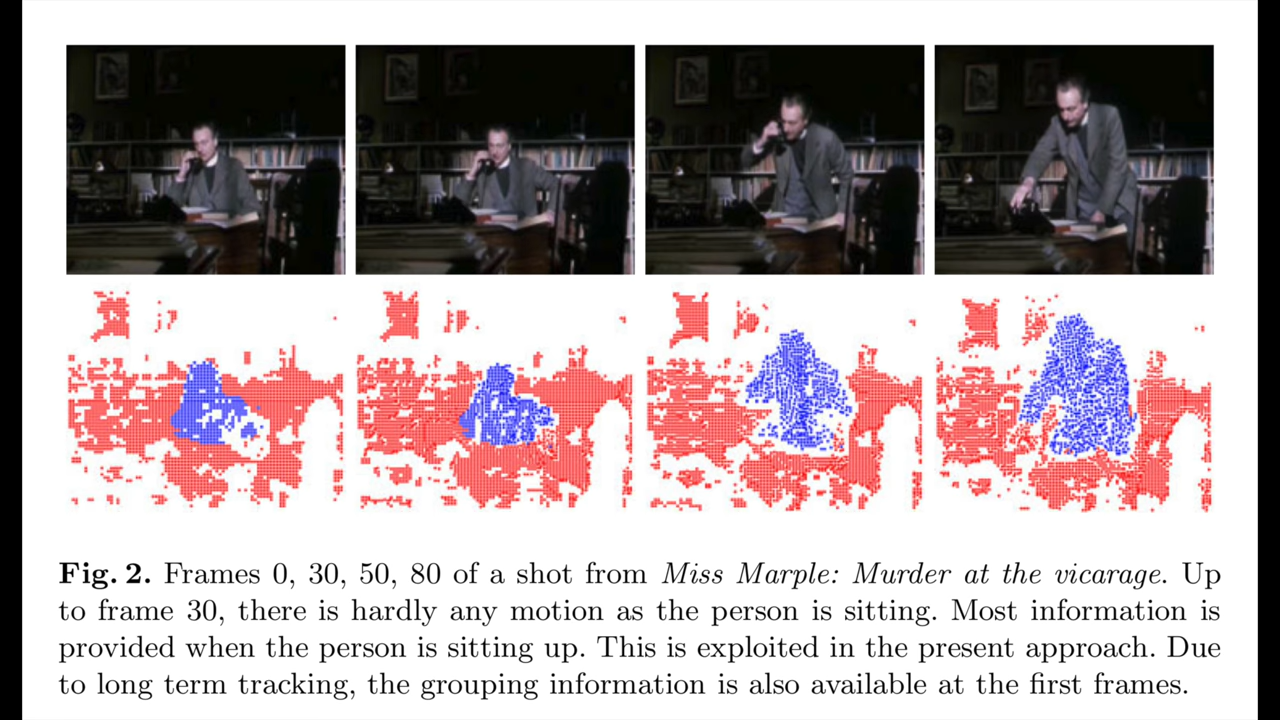 Fig. 2. Frames 0, 30, 50, 80 of a shot from Miss Marple: Murder at the vicarage. Up
to frame 30, there is hardly any motion as the person is sitting. Most information is
provided when the person is sitting up. This is exploited in the present approach. Due
to long term tracking, the grouping information is also available at the first frames.